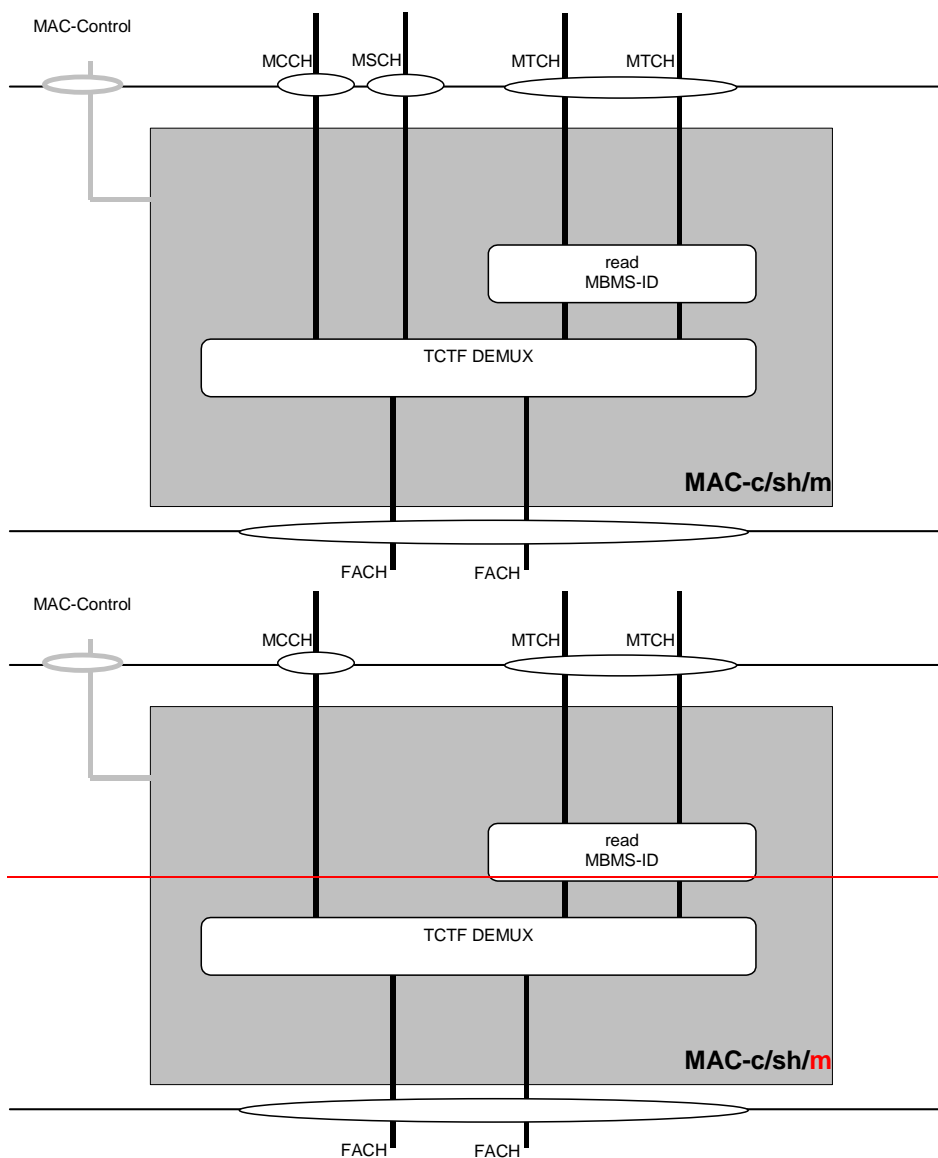 MAC-Control
MCCH MSCH MTCH MTCH
read
MBMS-ID
TCTF DEMUX
MAC-c/sh/m
FACH FACH
MAC-Control
MCCH MTCH MTCH
read
MBMS-ID
TCTF DEMUX
MAC-c/sh/m
FACH FACH